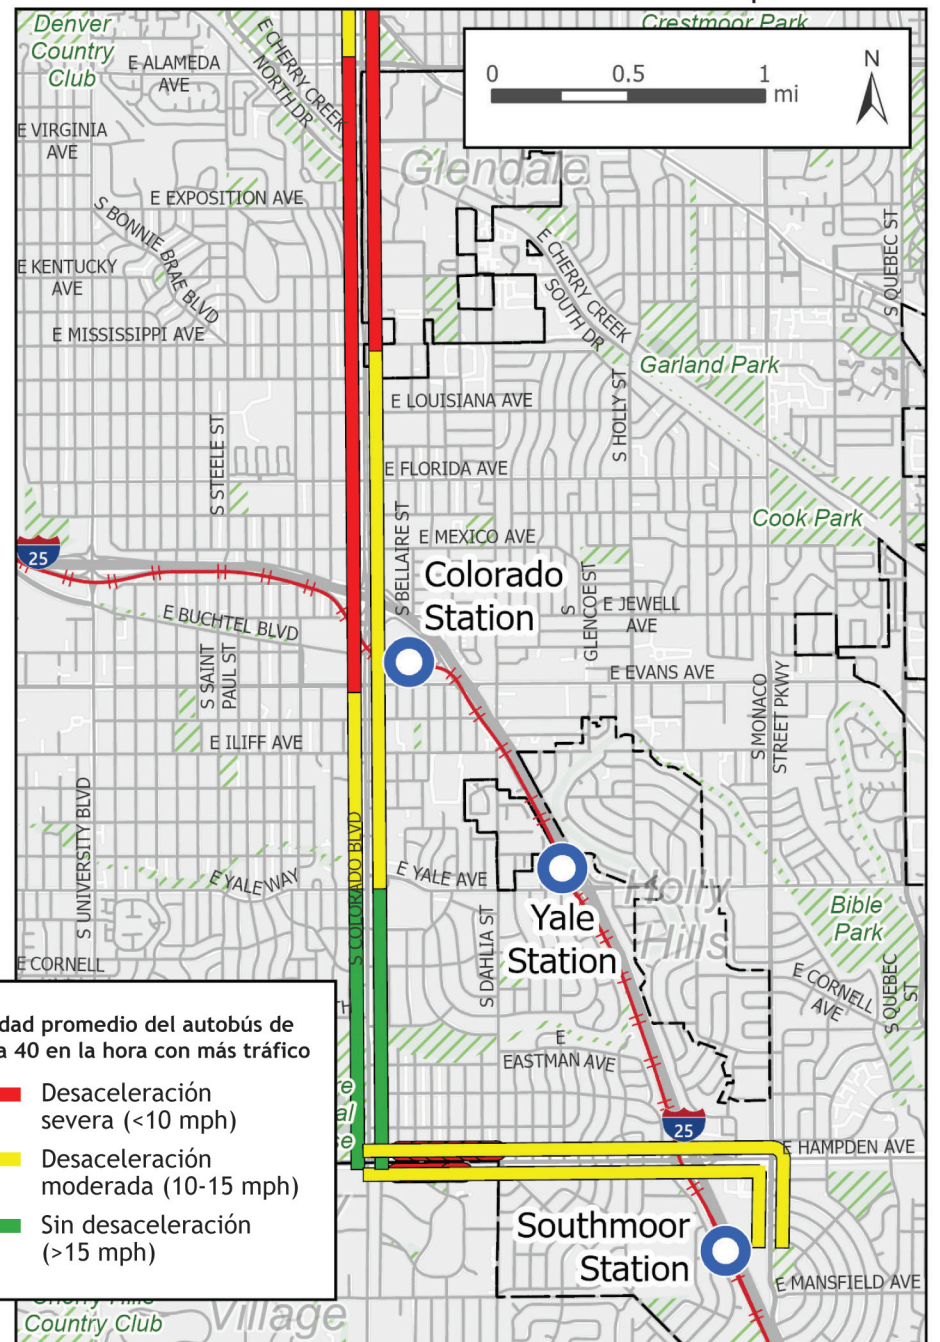 Crestmoor Park
Denver
Country
Club
E ALAMEDA
AVE
E CHERRY CREEK
NORTH DR
0
0.5
1
mi
N
E VIRGINIA
AVE
Glendale
E EXPOSITION AVE
S BONNIE BRAE BLVD
E KENTUCKY
AVE
E MISSISSIPPI AVE
E CHERRY CREEK
SOUTH DR
S QUEBEC ST
Garland Park
E LOUISIANA AVE
S HOLLY ST
S STEELE ST
E FLORIDA AVE
Cook Park
E MEXICO AVE
S BELLAIRE ST
25
Colorado
Station
S
GLENCOE ST
E JEWELL
AVE
E BUCHTEL BLVD
S SAINT
PAUL ST
E EVANS AVE
S MONACO
STREET PKWY
E ILIFF AVE
S UNIVERSITY BLVD
S COLORADO BLVD
E YALE WAY
E YALE AVE
Yale
Station
Holly
Hills
Bible
Park
S DAHLIA ST
E CORNELL
E CORNELL
AVE
S QUEBEC
ST
E
EASTMAN AVE
dad promedio del autobús de
a 40 en la hora con más tráfico
Desaceleración
severa (<10 mph)
Desaceleración
moderada (10-15 mph)
Sin desaceleración
(>15 mph)
25
E HAMPDEN AVE
Southmoor
Station
E MANSFIELD AVE
Country Club
Village